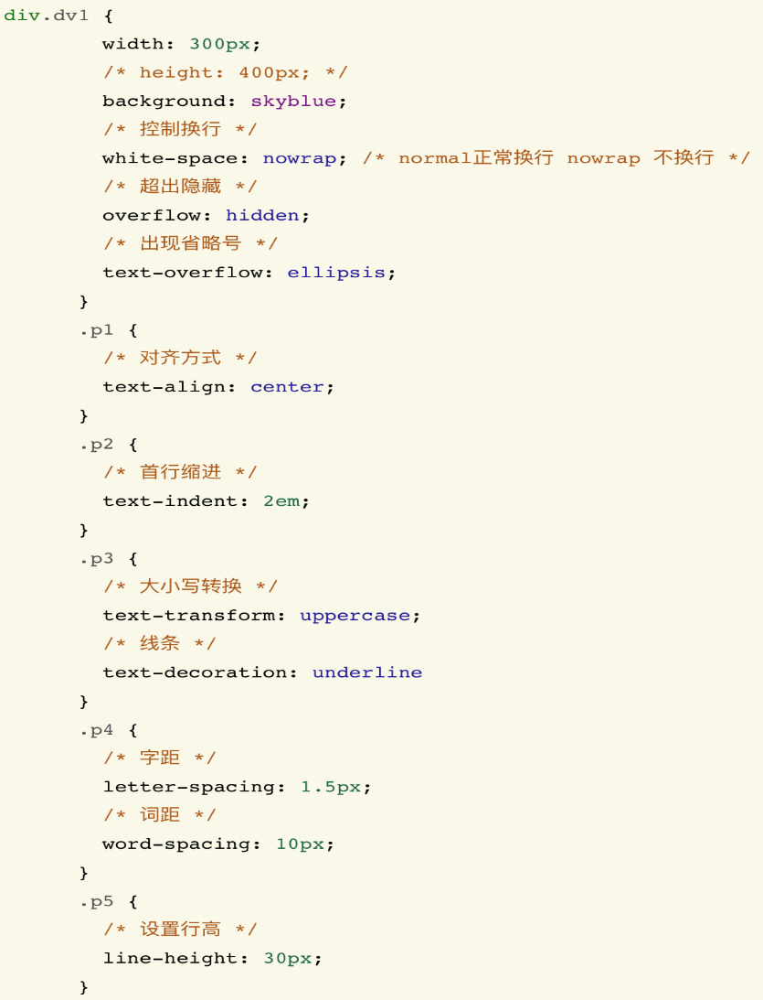 div.dv1 {
width: 300px;
/* height: 400px; */
background: skyblue;
/* 控制换行 */
white-space: nowrap; /* normal正常换行 nowrap 不换行 */
/* 超出隐藏 */
overflow: hidden;
/* 出现省略号 */
text-overflow: ellipsis;
}
.p1 {
/* 对齐方式 */
text-align: center;
}
.p2 {
/* 首行缩进 */
text-indent: 2em;
}
.p3 {
/* 大小写转换 */
text-transform: uppercase;
/* 线条 */
text-decoration: underline
}
.p4 {
/* 字距 */
letter-spacing: 1.5px;
/* 词距 */
word-spacing: 10px;
}
.p5 {
/* 设置行高 */
line-height: 30px;
}